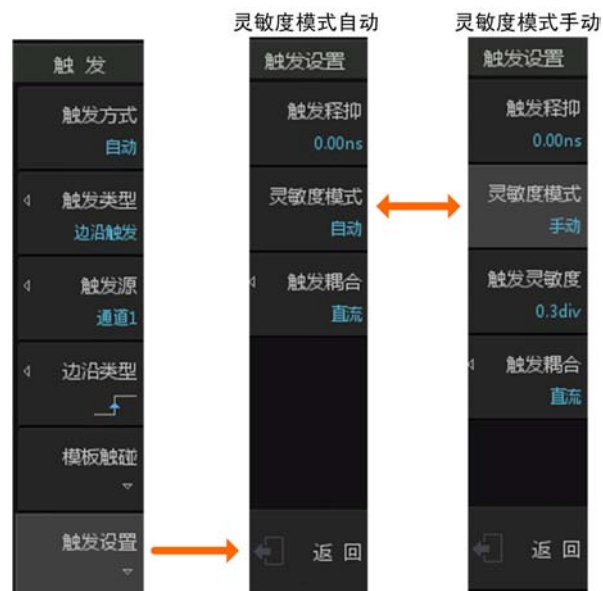 灵敏度模式自动
灵敏度模式手动
触 发
触发方式
自动
触发类型
边沿触发
触发源
通道1
边沿类型
模板触碰
触发设置
触发设置
触发释抑
0.00ns
灵敏度模式
自动
触发耦合
直流
返 回
触发设置
触发释抑
0.00ns
灵敏度模式
手动
触发灵敏度
0.3div
触发耦合
直流
返 回